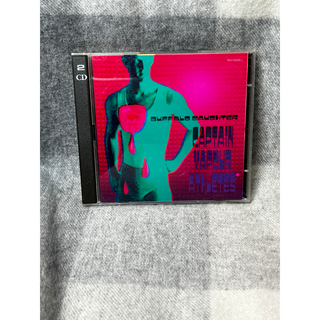 2
CD
BUFFALO DAUGHTER
CAPTAIN
VAPOUR
ATHLETES